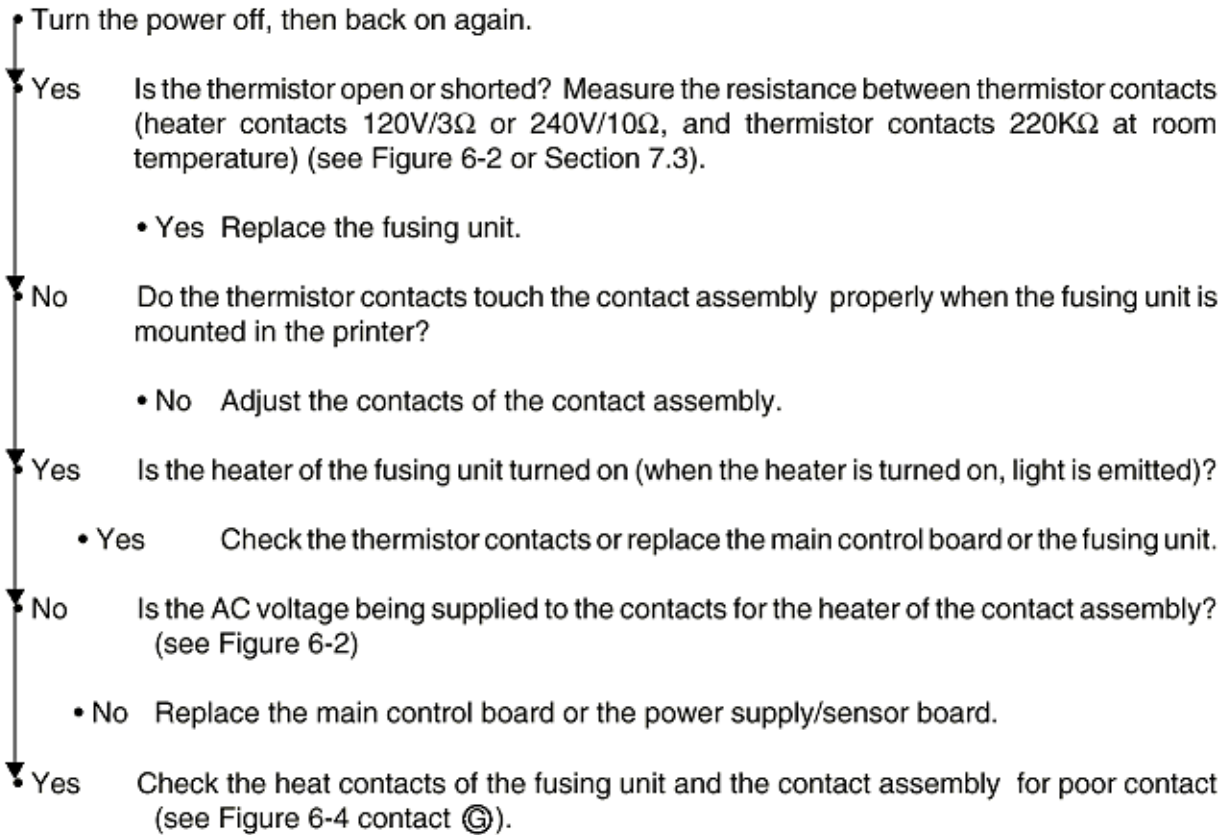 • Turn the power off, then back on again.
• Yes Is the thermistor open or shorted? Measure the resistance between thermistor contacts
(heater contacts 120V/3Ω or 240V/10Ω, and thermistor contacts 220KΩ at room
temperature) (see Figure 6-2 or Section 7.3).
• Yes Replace the fusing unit.
• No Do the thermistor contacts touch the contact assembly properly when the fusing unit is
mounted in the printer?
• No Adjust the contacts of the contact assembly.
• Yes Is the heater of the fusing unit turned on (when the heater is turned on, light is emitted)?
• Yes Check the thermistor contacts or replace the main control board or the fusing unit.
• No Is the AC voltage being supplied to the contacts for the heater of the contact assembly?
(see Figure 6-2)
• No Replace the main control board or the power supply/sensor board.
• Yes Check the heat contacts of the fusing unit and the contact assembly for poor contact
(see Figure 6-4 contact Ⓖ).